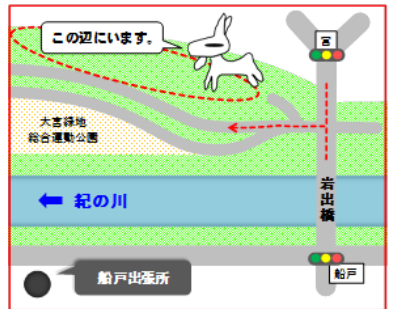 この辺にいます。
宮
大宮緑地
総合運動公園
岩出橋
紀の川
船戸
船戸出張所